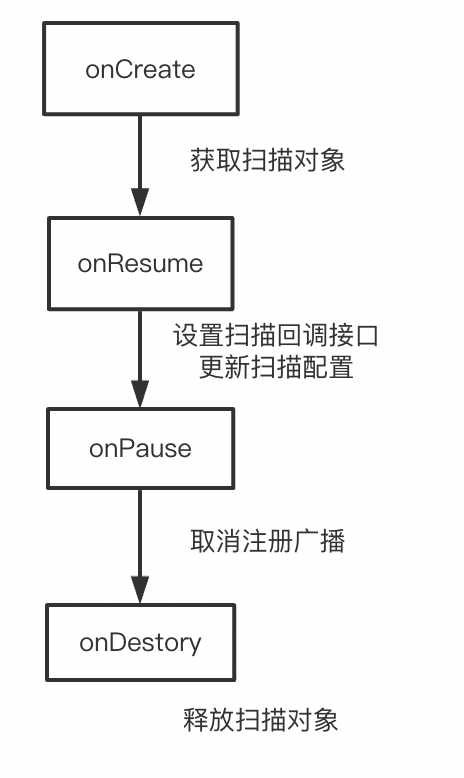 onCreate
获取扫描对象
onResume
设置扫描回调接口
更新扫描配置
onPause
取消注册广播
onDestory
释放扫描对象